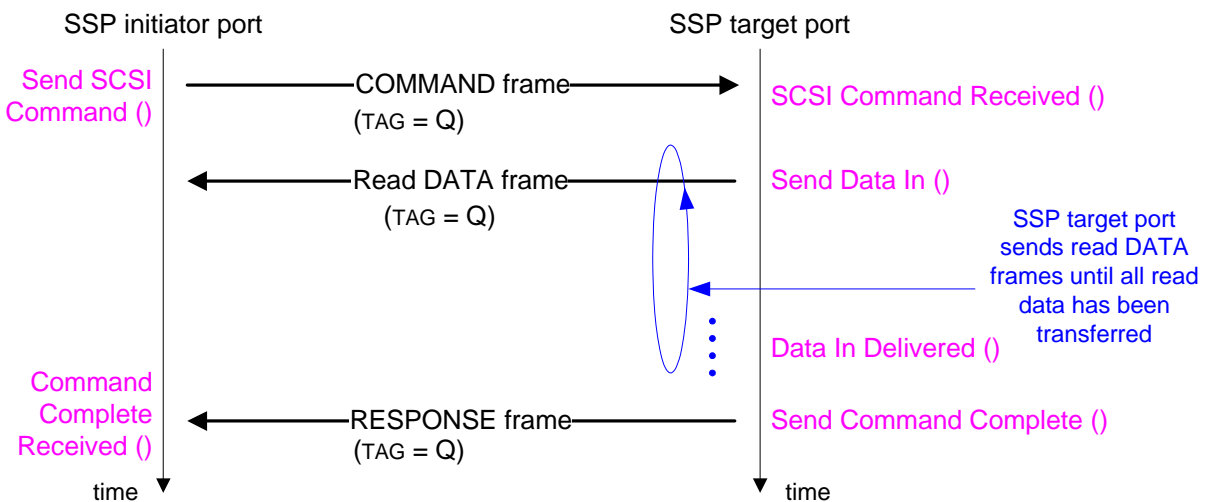 SSP initiator port
SSP target port
Send SCSI
Command ()
COMMAND frame
(TAG = Q)
SCSI Command Received ()
Read DATA frame
(TAG = Q)
Send Data In ()
SSP target port
sends read DATA
frames until all read
data has been
transferred
Data In Delivered ()
Command
Complete
Received ()
RESPONSE frame
(TAG = Q)
Send Command Complete ()
time
time